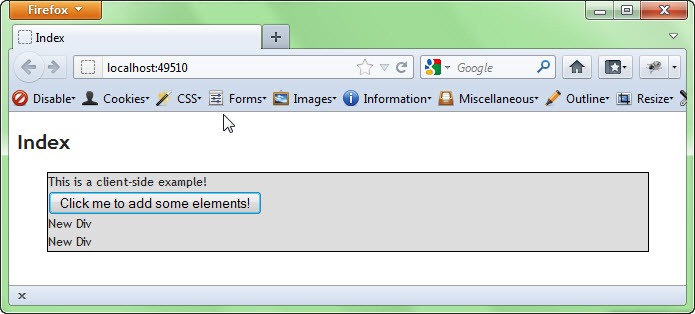 Firefox
Index
localhost:49510
Google
Disable Cookies CSS Forms Images Information Miscellaneous Outline Resize
Index
This is a client-side example!
Click me to add some elements!
New Div
New Div
x